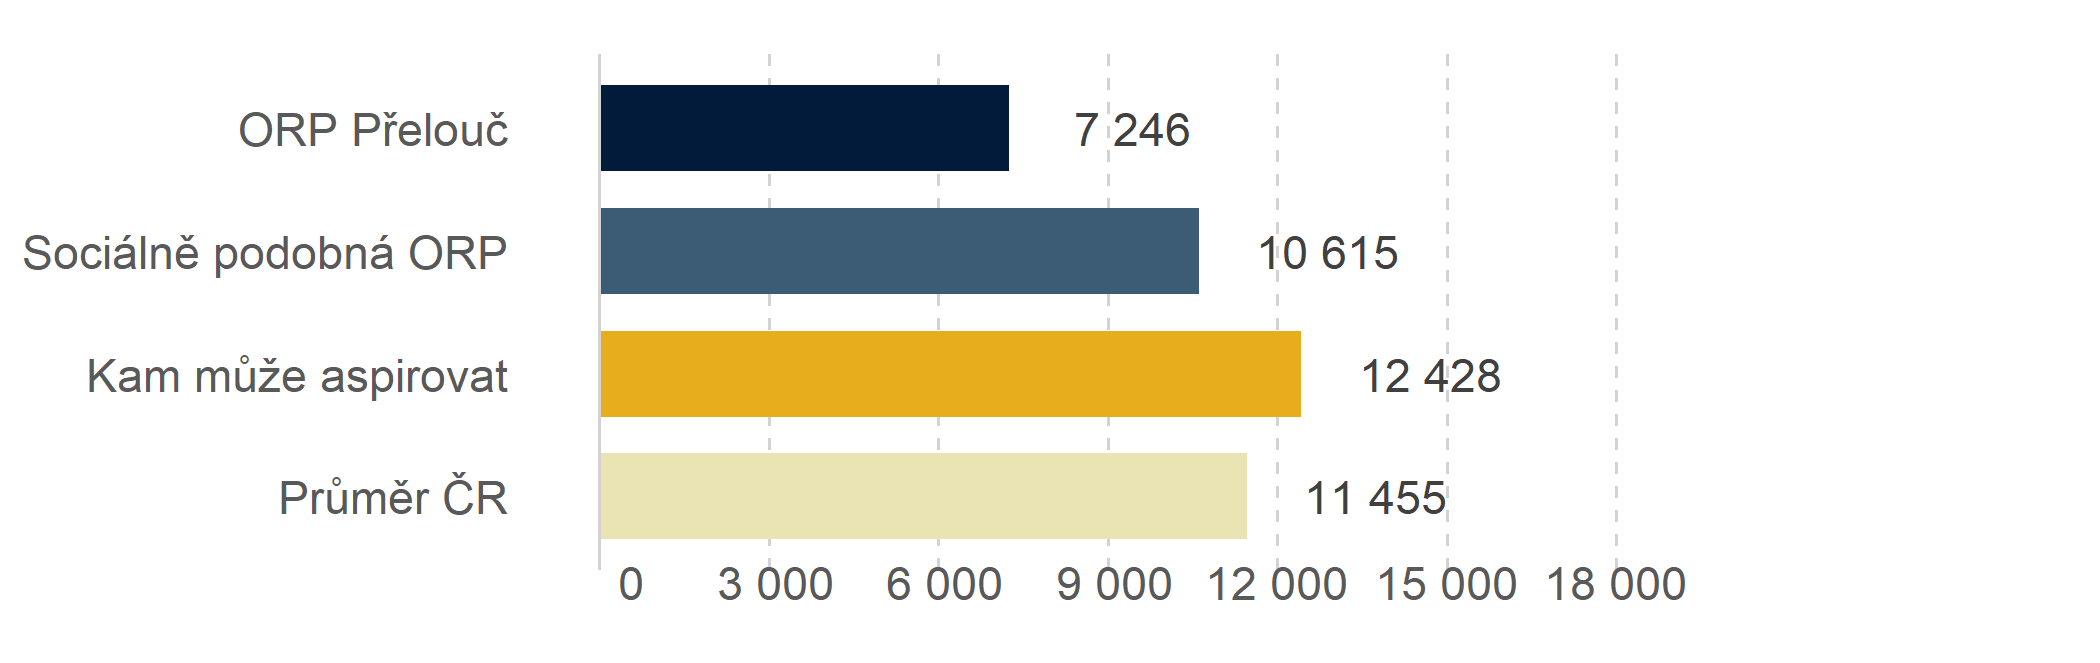 ORP Přelouč 7 246
Sociálně podobná ORP 10 615
Kam může aspirovat 12 428
Průměr ČR 11 455
0 3 000 6 000 9 000 12 000 15 000 18 000